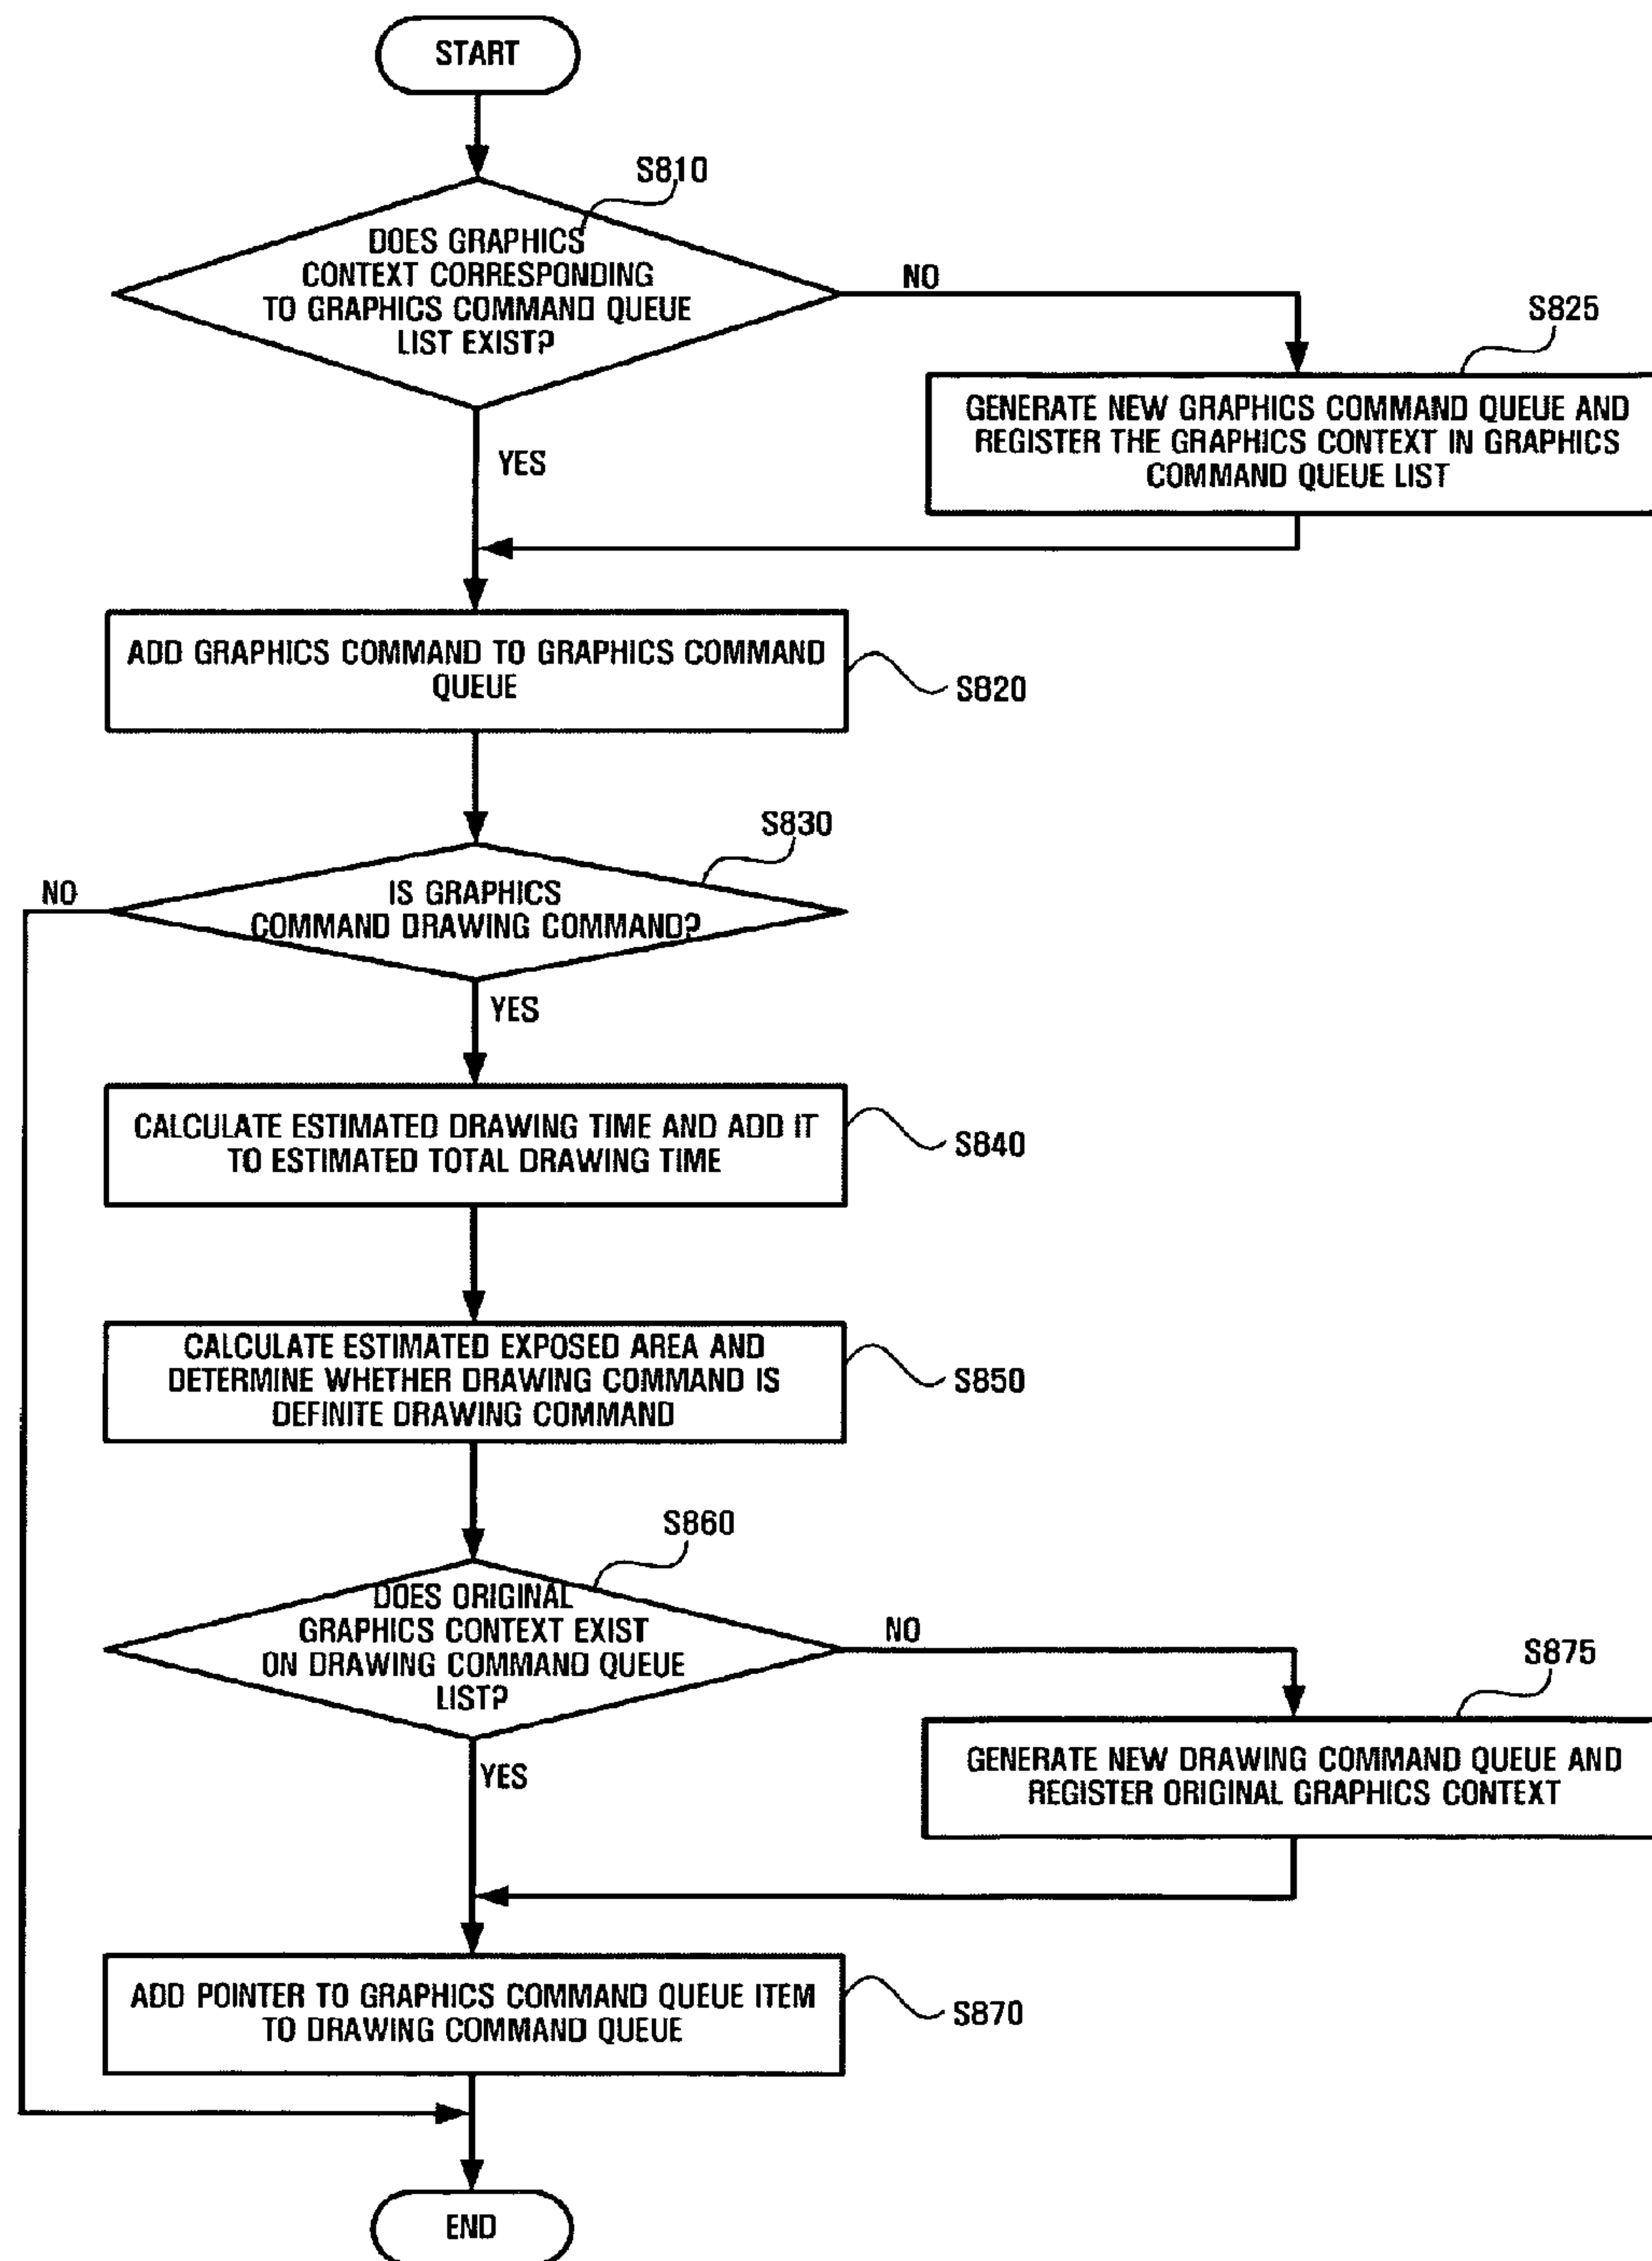 START
S810
DOES GRAPHICS
CONTEXT CORRESPONDING
TO GRAPHICS COMMAND QUEUE
LIST EXIST?
NO
S825
GENERATE NEW GRAPHICS COMMAND QUEUE AND
REGISTER THE GRAPHICS CONTEXT IN GRAPHICS
COMMAND QUEUE LIST
YES
ADD GRAPHICS COMMAND TO GRAPHICS COMMAND
QUEUE
S820
S830
IS GRAPHICS
COMMAND DRAWING COMMAND?
NO
YES
CALCULATE ESTIMATED DRAWING TIME AND ADD IT
TO ESTIMATED TOTAL DRAWING TIME
S840
CALCULATE ESTIMATED EXPOSED AREA AND
DETERMINE WHETHER DRAWING COMMAND IS
DEFINITE DRAWING COMMAND
S850
S860
DOES ORIGINAL
GRAPHICS CONTEXT EXIST
ON DRAWING COMMAND QUEUE
LIST?
NO
S875
GENERATE NEW DRAWING COMMAND QUEUE AND
REGISTER ORIGINAL GRAPHICS CONTEXT
YES
ADD POINTER TO GRAPHICS COMMAND QUEUE ITEM
TO DRAWING COMMAND QUEUE
S870
END